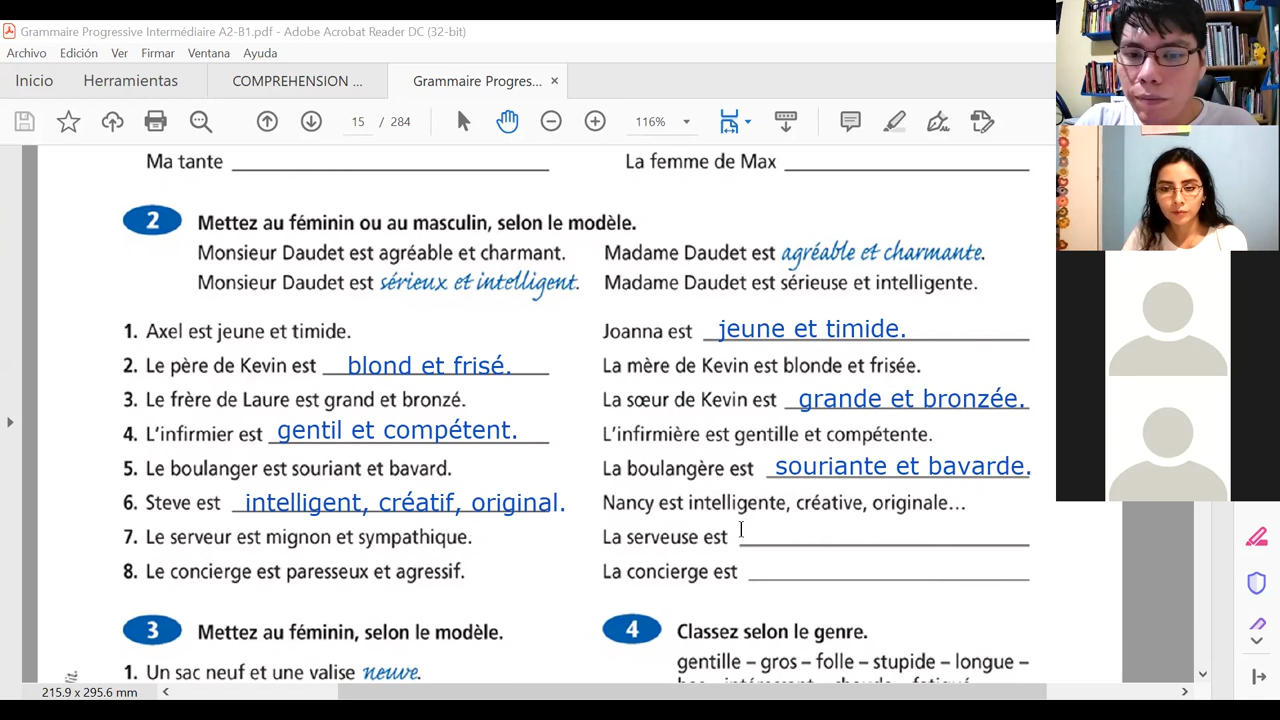 Grammaire Progressive Intermédiaire A2-B1.pdf - Adobe Acrobat Reader DC (32-bit)
Archivo Edición Ver Firmar Ventana Ayuda
Inicio Herramientas COMPREHENSION ... Grammaire Progres... ×
15 / 284 116%
Ma tante La femme de Max
2 Mettez au féminin ou au masculin, selon le modèle.
Monsieur Daudet est agréable et charmant. Madame Daudet est agréable et charmante.
Monsieur Daudet est sérieux et intelligent. Madame Daudet est sérieuse et intelligente.
1. Axel est jeune et timide. Joanna est jeune et timide.
2. Le père de Kevin est blond et frisé. La mère de Kevin est blonde et frisée.
3. Le frère de Laure est grand et bronzé. La sœur de Kevin est grande et bronzée.
4. L'infirmier est gentil et compétent. L'infirmière est gentille et compétente.
5. Le boulanger est souriant et bavard. La boulangère est souriante et bavarde.
6. Steve est intelligent, créatif, original. Nancy est intelligente, créative, originale...
7. Le serveur est mignon et sympathique. La serveuse est
8. Le concierge est paresseux et agressif. La concierge est
3 Mettez au féminin, selon le modèle. 4 Classez selon le genre.
gentille – gros – folle – stupide – longue –
1. Un sac neuf et une valise neuve.
215.9 x 295.6 mm